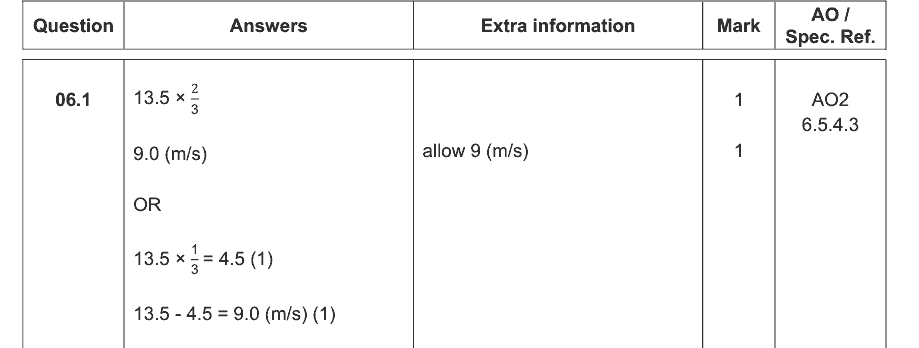 Question Answers Extra information Mark AO / Spec. Ref.
06.1 13.5 × 2/3 1 AO2
6.5.4.3
9.0 (m/s) allow 9 (m/s) 1
OR
13.5 × 1/3 = 4.5 (1)
13.5 - 4.5 = 9.0 (m/s) (1)